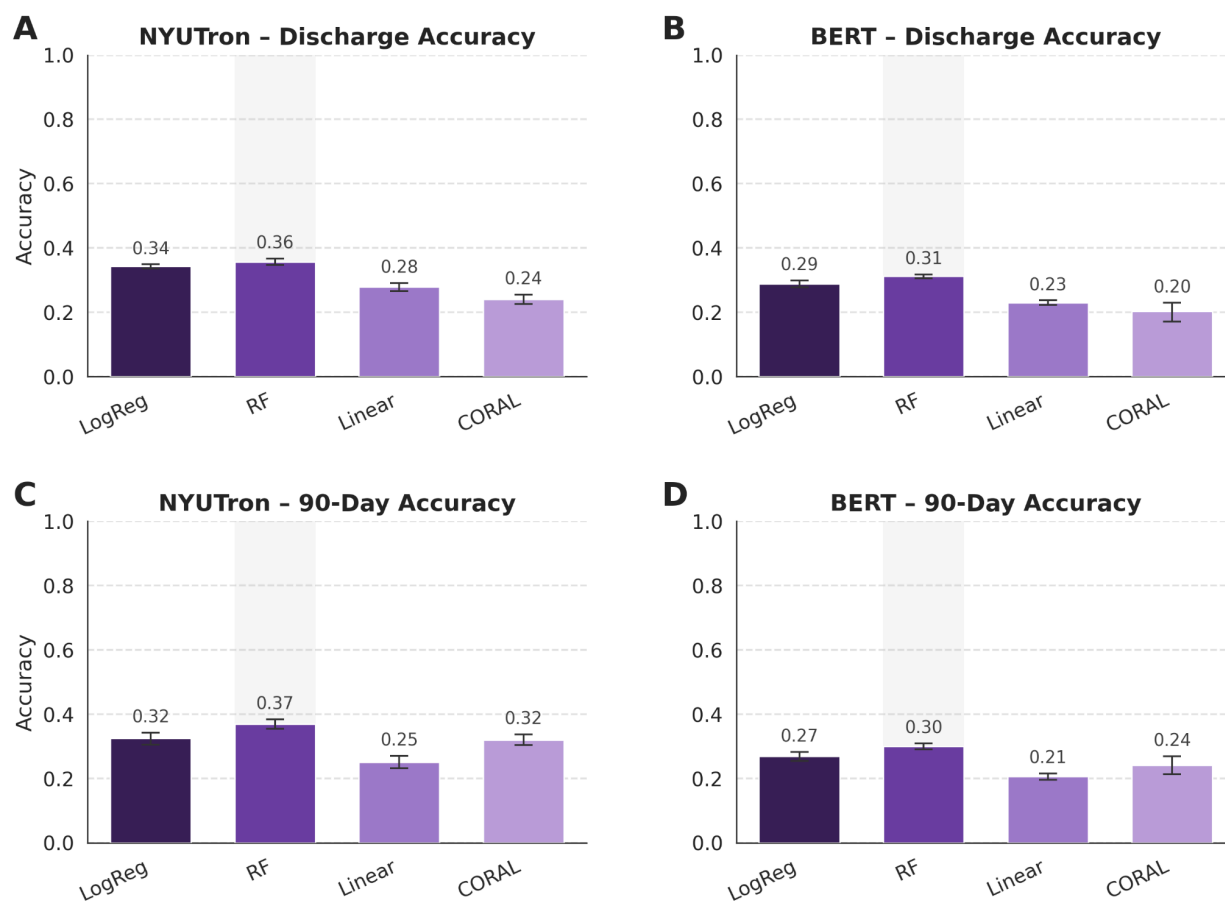 A
NYUTron – Discharge Accuracy
Accuracy
1.0
0.8
0.6
0.4
0.2
0.0
0.34
0.36
0.28
0.24
LogReg
RF
Linear
CORAL
B
BERT – Discharge Accuracy
1.0
0.8
0.6
0.4
0.2
0.0
0.29
0.31
0.23
0.20
LogReg
RF
Linear
CORAL
C
NYUTron – 90-Day Accuracy
Accuracy
1.0
0.8
0.6
0.4
0.2
0.0
0.32
0.37
0.25
0.32
LogReg
RF
Linear
CORAL
D
BERT – 90-Day Accuracy
1.0
0.8
0.6
0.4
0.2
0.0
0.27
0.30
0.21
0.24
LogReg
RF
Linear
CORAL